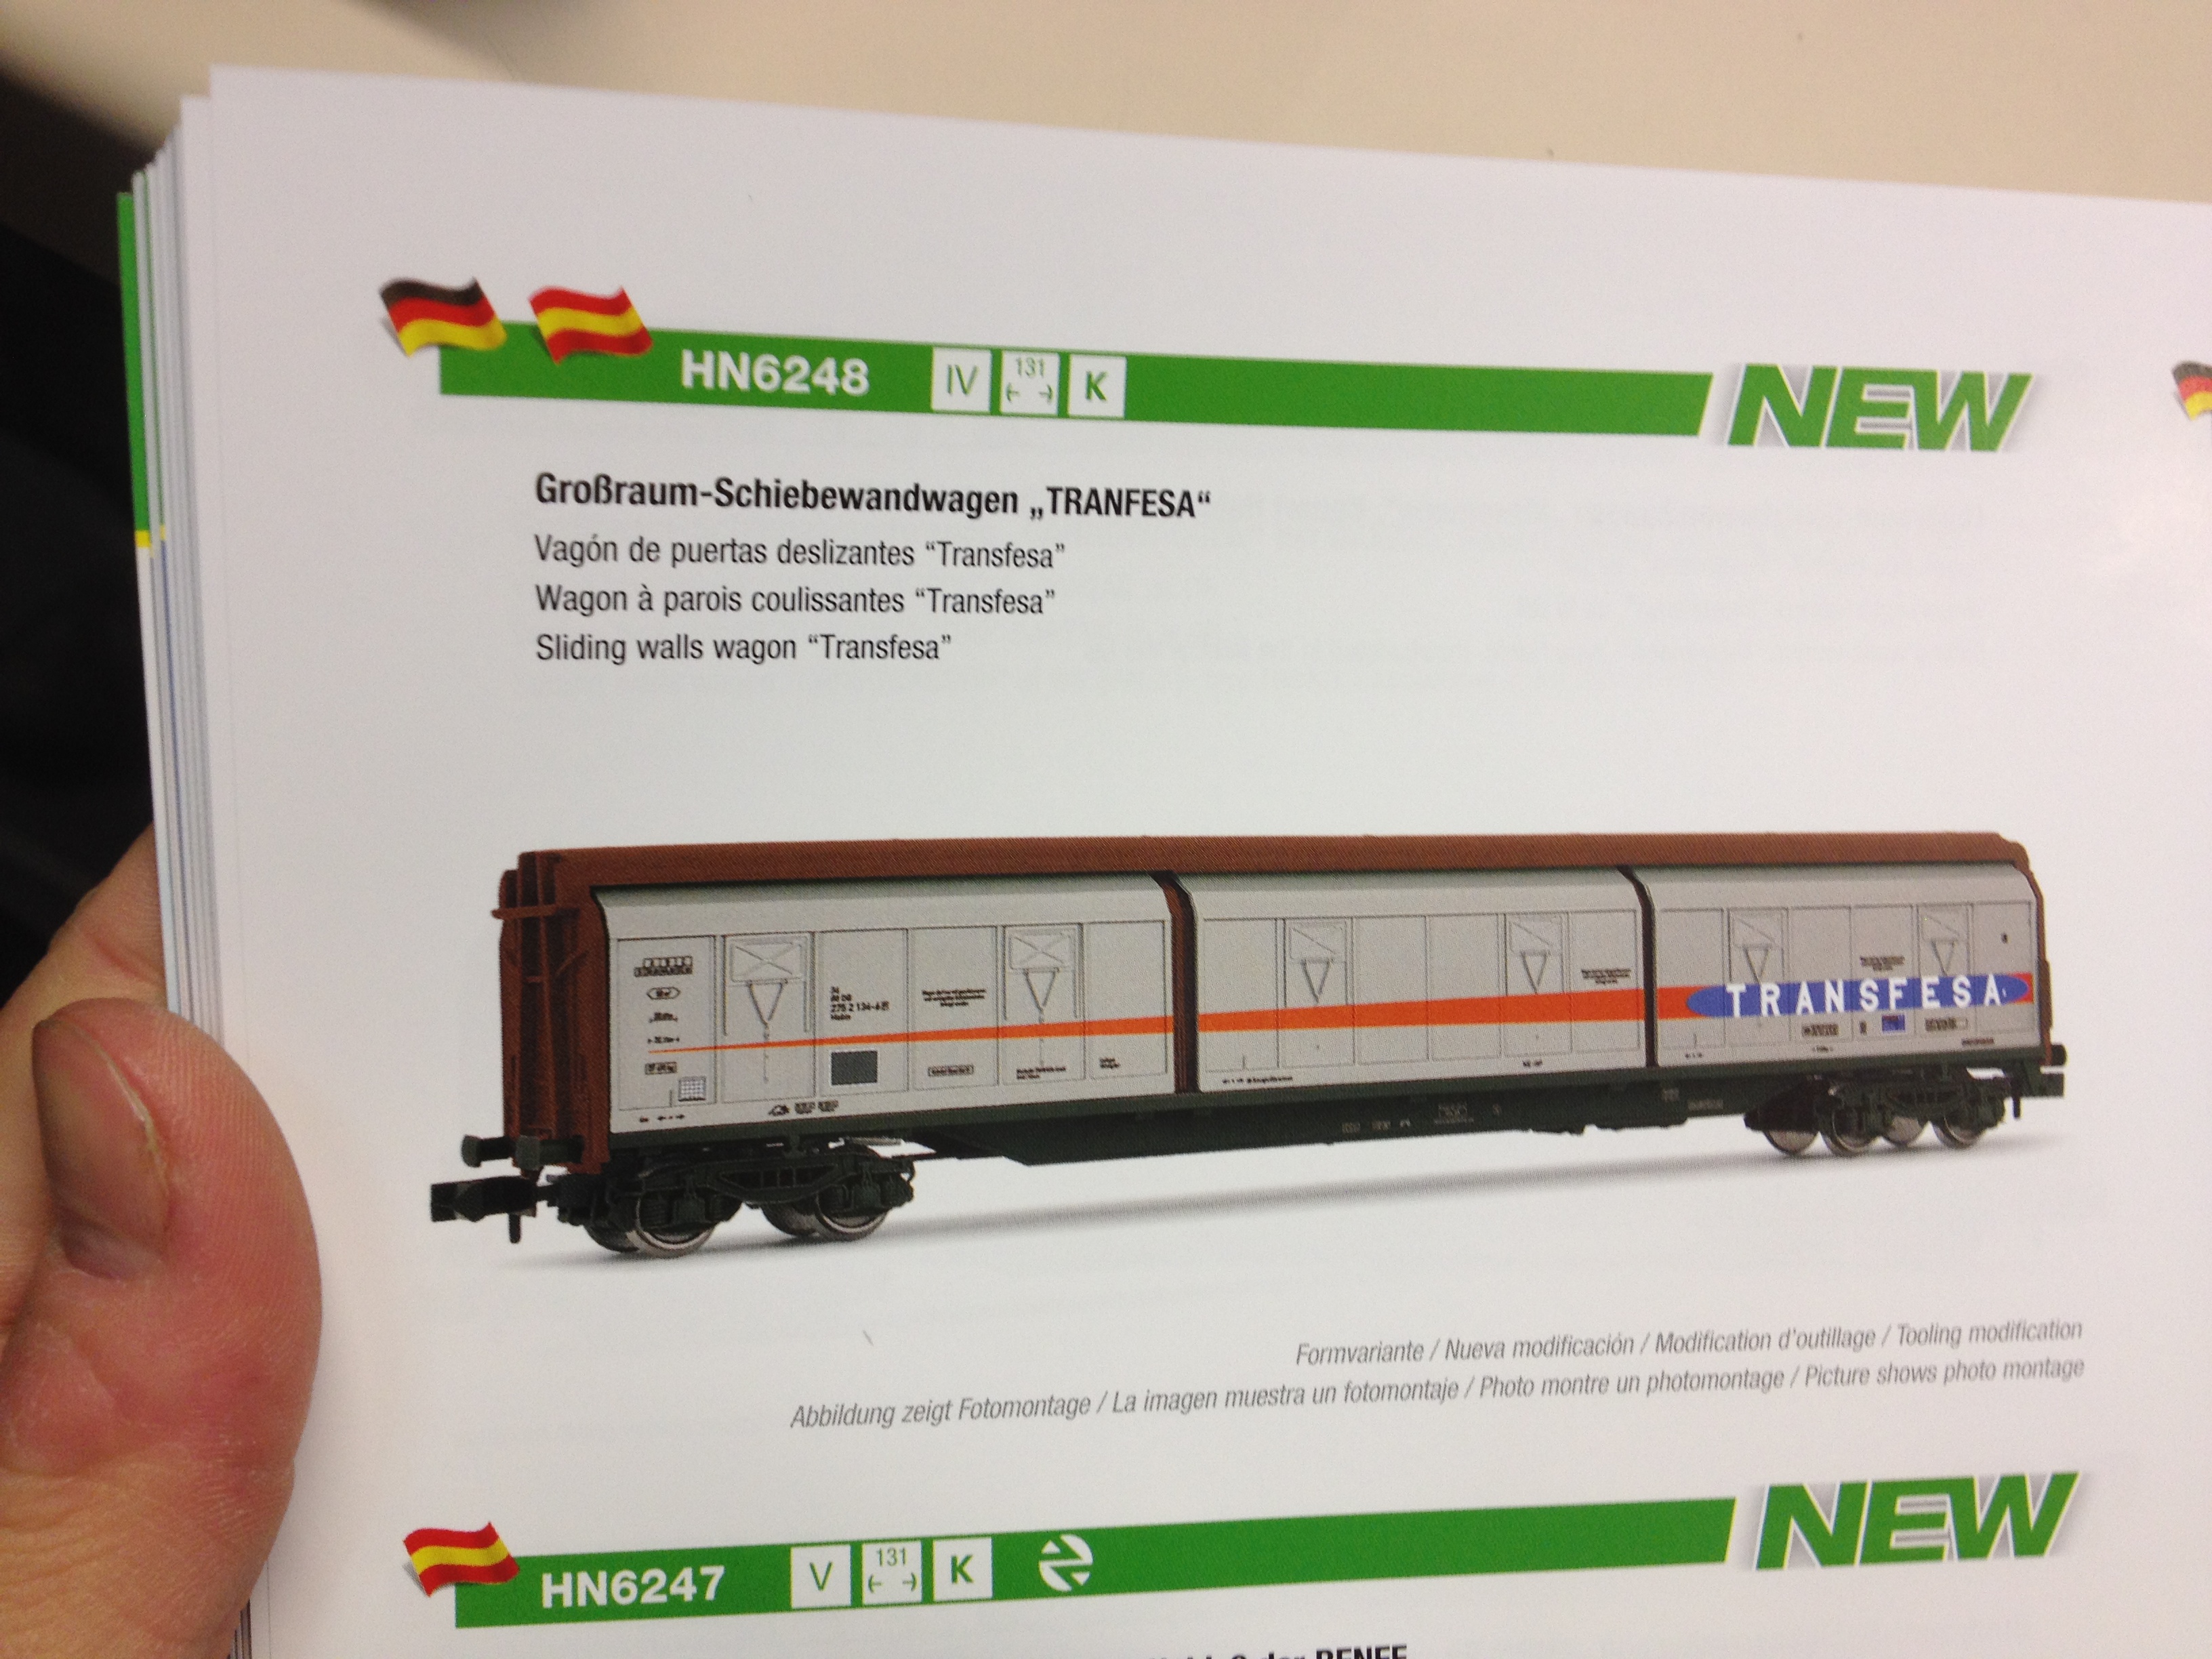 HN6248 IV 131 K NEW
Großraum-Schiebewandwagen „TRANFESA“
Vagón de puertas deslizantes “Transfesa”
Wagon à parois coulissantes “Transfesa”
Sliding walls wagon “Transfesa”
TRANSFESA
Formvariante / Nueva modificación / Modification d'outillage / Tooling modification
Abbildung zeigt Fotomontage / La imagen muestra un fotomontaje / Photo montre un photomontage / Picture shows photo montage
HN6247 V 131 K NEW
der RENFE